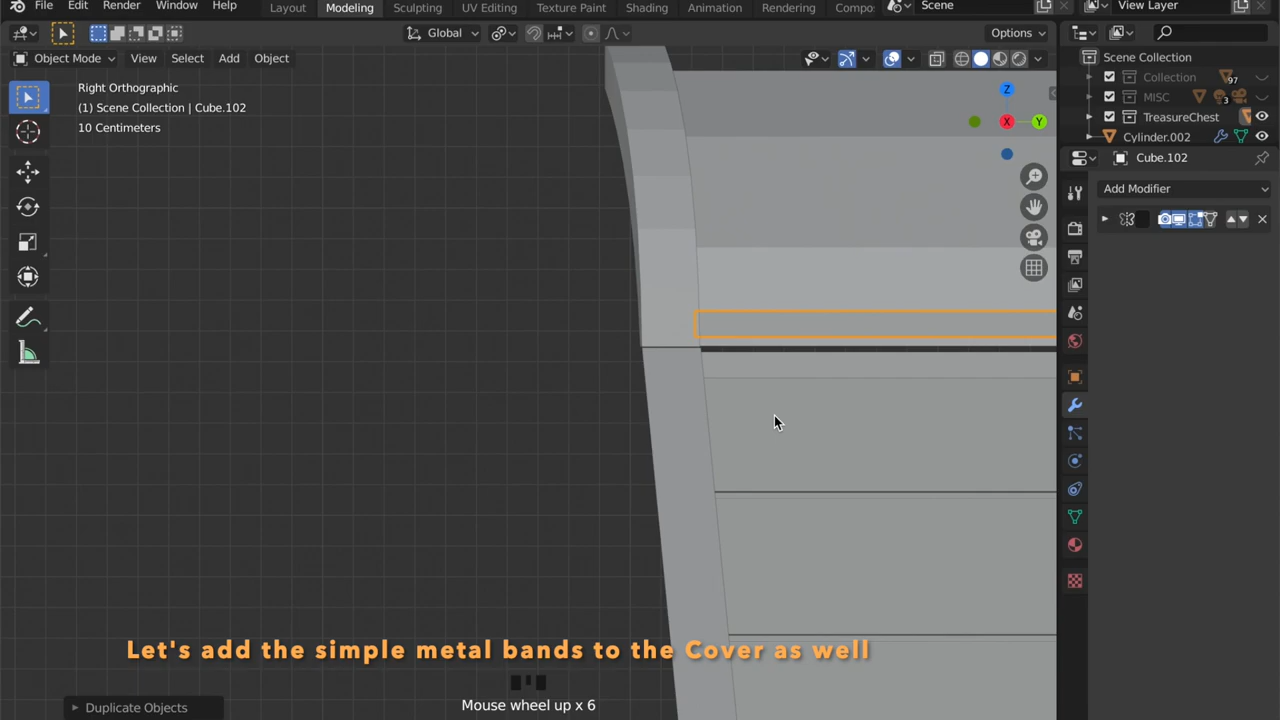 File Edit Render Window Help Layout Modeling Sculpting UV Editing Texture Paint Shading Animation Rendering Compo Scene View Layer
Global Options
Object Mode View Select Add Object
Scene Collection
Collection 97
MISC 3
TreasureChest
Cylinder.002
Right Orthographic
(1) Scene Collection | Cube.102
10 Centimeters
Z
X
Y
Cube.102
Add Modifier
Let's add the simple metal bands to the Cover as well
Mouse wheel up x 6
Duplicate Objects